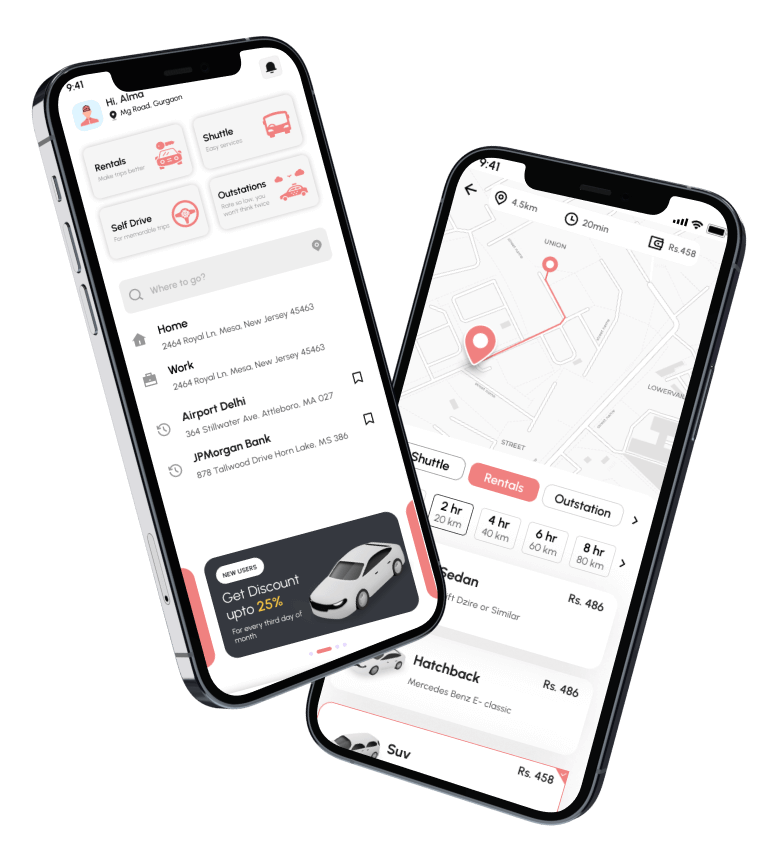 9:41
Hi, Alma
Mg Road, Gurgaon
Rentals
Make trips better
Shuttle
Easy services
Self Drive
For memorable trips
Outstations
Rate so low, you
won't think twice
Where to go?
Home
2464 Royal Ln. Mesa, New Jersey 45463
Work
2464 Royal Ln. Mesa, New Jersey 45463
Airport Delhi
364 Stillwater Ave. Attleboro, MA 027
JPMorgan Bank
878 Tallwood Drive Horn Lake, MS 386
NEW USERS
Get Discount
upto 25%
For every third day of
month
9:41
4.5km
20min
Rs.458
UNION
LOWERVAIL
STREET
Shuttle
Rentals
Outstation
2 hr
20 km
4 hr
40 km
6 hr
60 km
8 hr
80 km
Sedan
ift Dzire or Similar
Rs. 486
Hatchback
Mercedes Benz E- classic
Rs. 486
Suv
Rs. 458